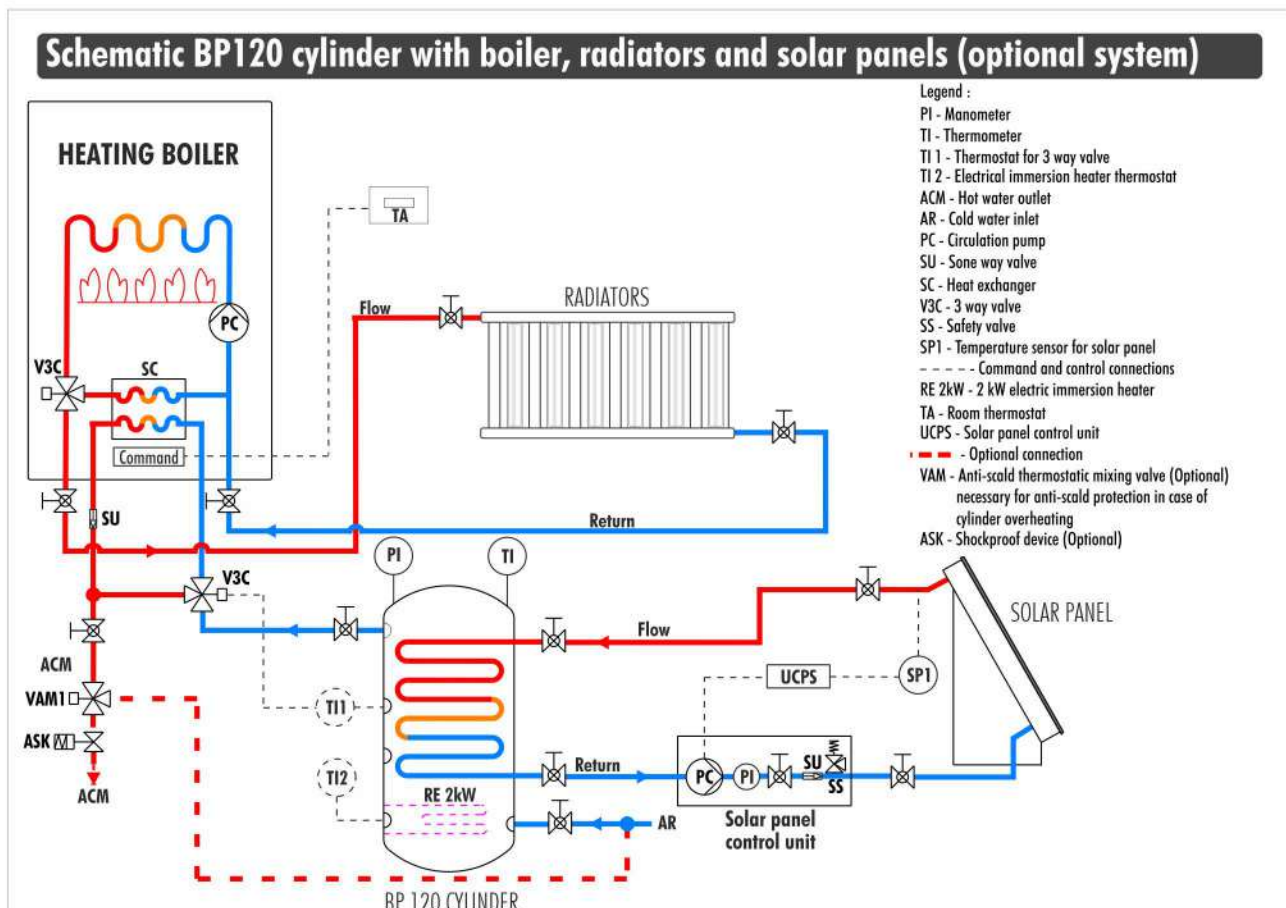 Schematic BP120 cylinder with boiler, radiators and solar panels (optional system)
HEATING BOILER
TA
PC
V3C
SC
Command
SU
Flow
RADIATORS
Return
Legend :
PI - Manometer
TI - Thermometer
TI 1 - Thermostat for 3 way valve
TI 2 - Electrical immersion heater thermostat
ACM - Hot water outlet
AR - Cold water inlet
PC - Circulation pump
SU - Sone way valve
SC - Heat exchanger
V3C - 3 way valve
SS - Safety valve
SP1 - Temperature sensor for solar panel
- Command and control connections
RE 2kW - 2 kW electric immersion heater
TA - Room thermostat
UCPS - Solar panel control unit
- Optional connection
VAM - Anti-scald thermostatic mixing valve (Optional)
necessary for anti-scald protection in case of
cylinder overheating
ASK - Shockproof device (Optional)
PI
TI
V3C
ACM
VAM1
ASK
ACM
TI1
TI2
Flow
Return
RE 2kW
AR
BP 120 CYLINDER
UCPS
SP1
SOLAR PANEL
PC
PI
SU
SS
Solar panel
control unit